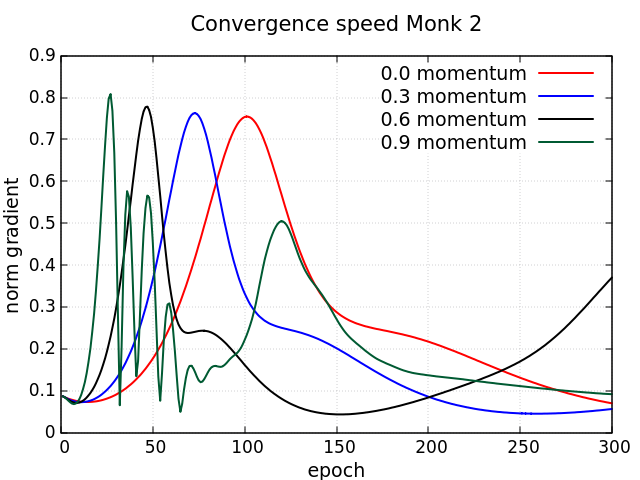 Convergence speed Monk 2
0.9
0.8
0.7
0.6
0.5
0.4
0.3
0.2
0.1
0
norm gradient
0.0 momentum
0.3 momentum
0.6 momentum
0.9 momentum
0 50 100 150 200 250 300
epoch